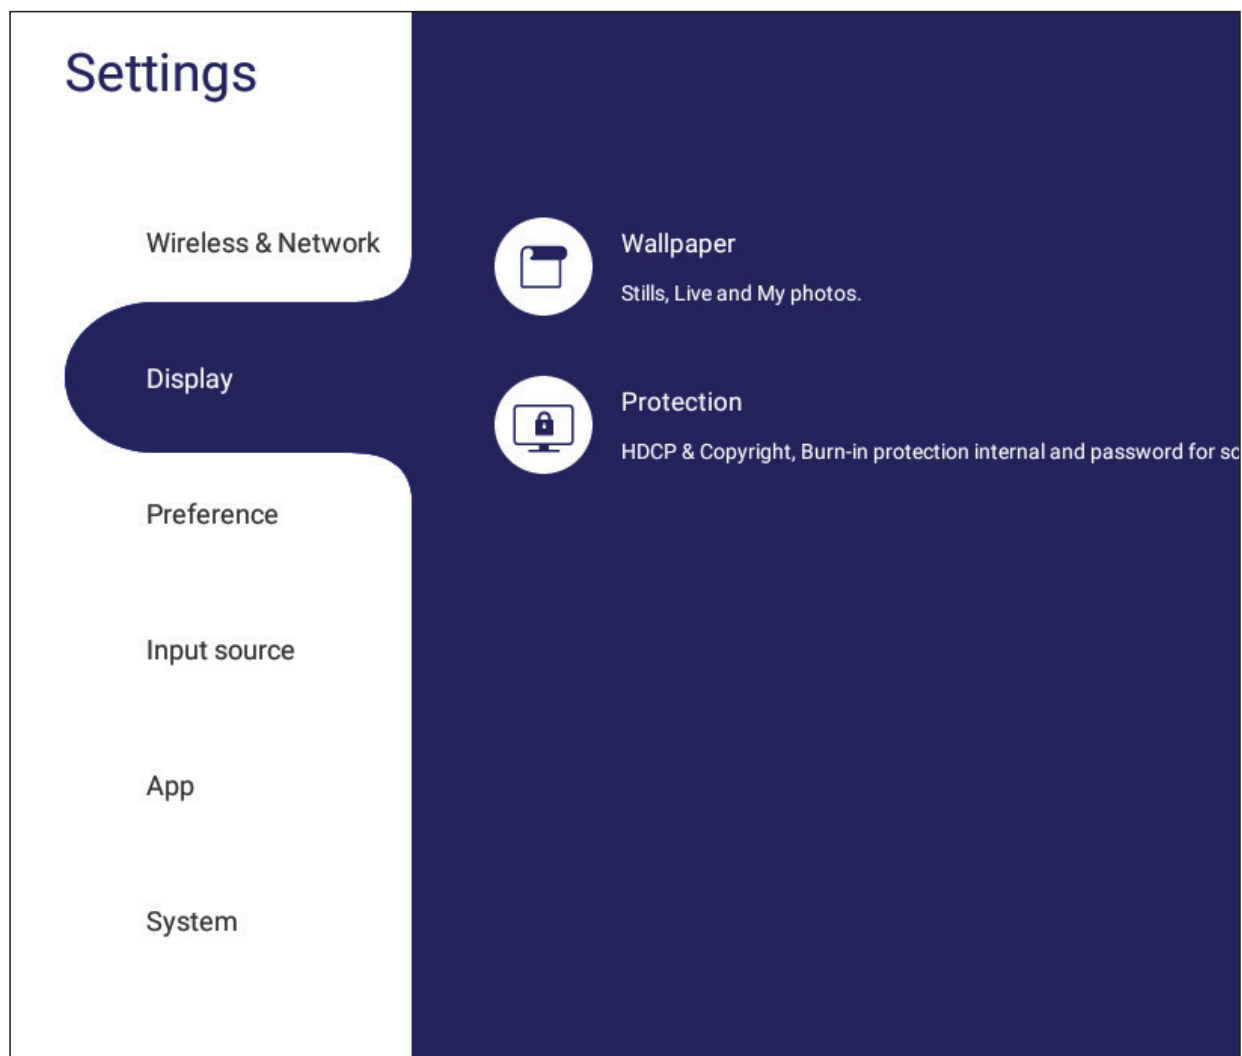 Settings
Wireless & Network
Display
Preference
Input source
App
System
Wallpaper
Stills, Live and My photos.
Protection
HDCP & Copyright, Burn-in protection internal and password for